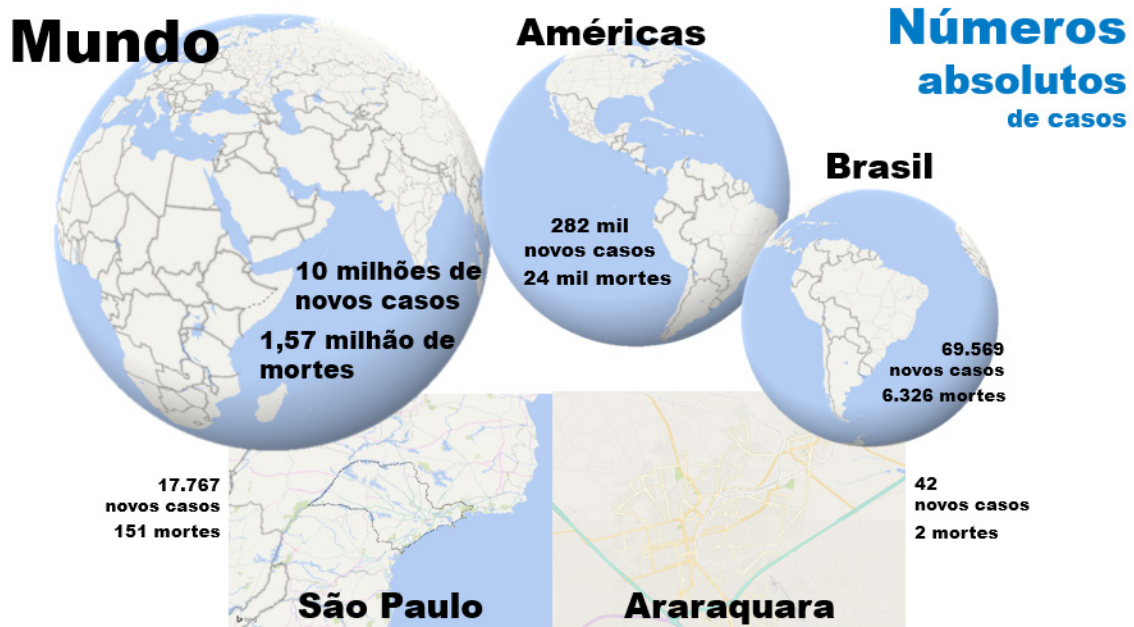 Mundo
10 milhões de
novos casos
1,57 milhão de
mortes
Américas
282 mil
novos casos
24 mil mortes
Números
absolutos
de casos
Brasil
69.569
novos casos
6.326 mortes
17.767
novos casos
151 mortes
São Paulo
42
novos casos
2 mortes
Araraquara